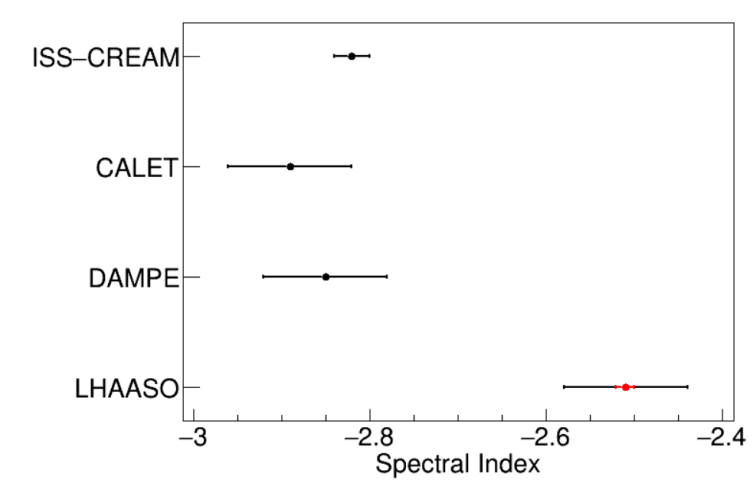 ISS−CREAM
CALET
DAMPE
LHAASO
−3 −2.8 −2.6 −2.4
Spectral Index